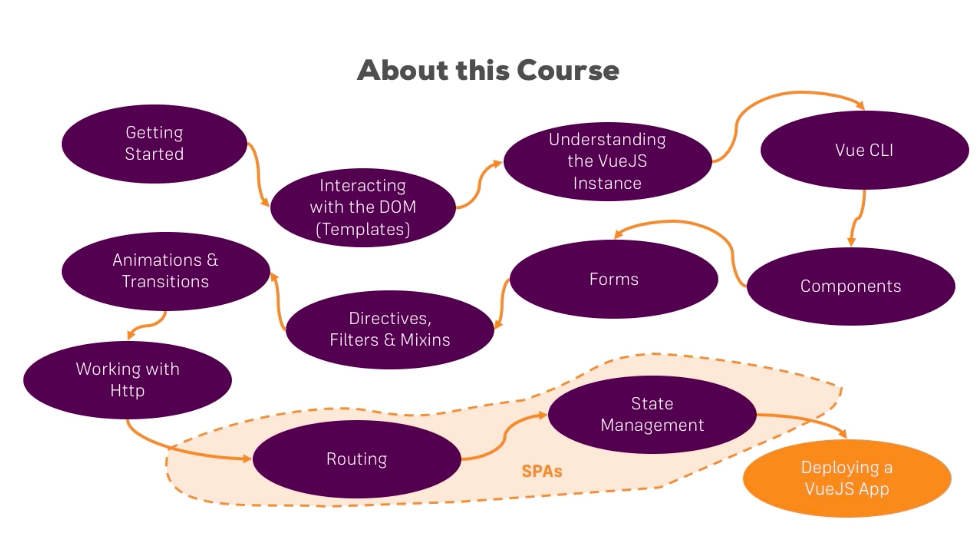 About this Course
Getting
Started
Interacting
with the DOM
(Templates)
Understanding
the VueJS
Instance
Vue CLI
Components
Forms
Directives,
Filters & Mixins
Animations &
Transitions
Working with
Http
Routing
State
Management
SPAs
Deploying a
VueJS App